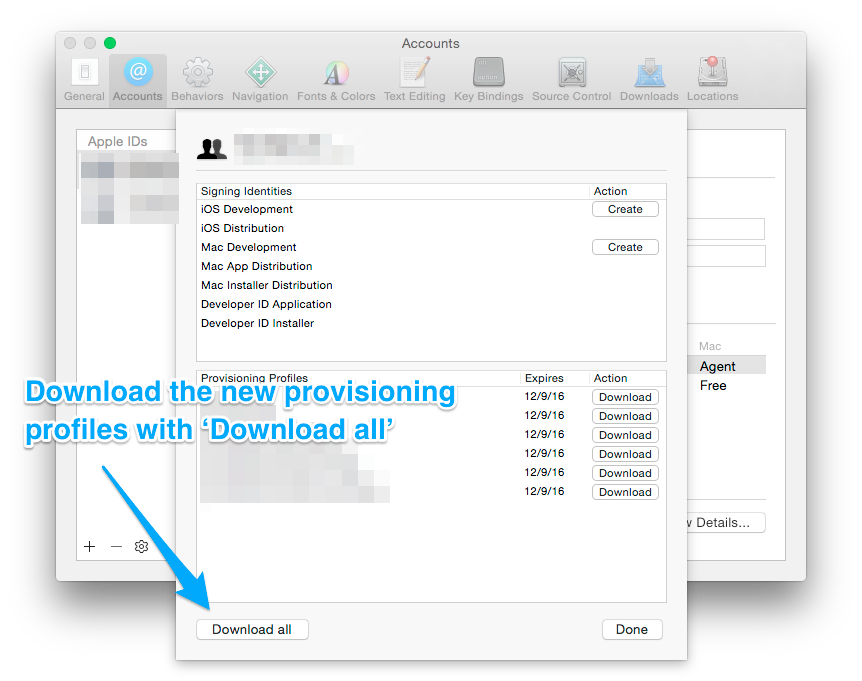 Accounts
General Accounts Behaviors Navigation Fonts & Colors Text Editing Key Bindings Source Control Downloads Locations
Apple IDs
Signing Identities Action
iOS Development Create
iOS Distribution
Mac Development Create
Mac App Distribution
Mac Installer Distribution
Developer ID Application
Developer ID Installer
Mac
Agent
Free
Provisioning Profiles Expires Action
12/9/16 Download
12/9/16 Download
12/9/16 Download
12/9/16 Download
12/9/16 Download
12/9/16 Download
Download the new provisioning
profiles with ‘Download all’
Details...
Download all Done